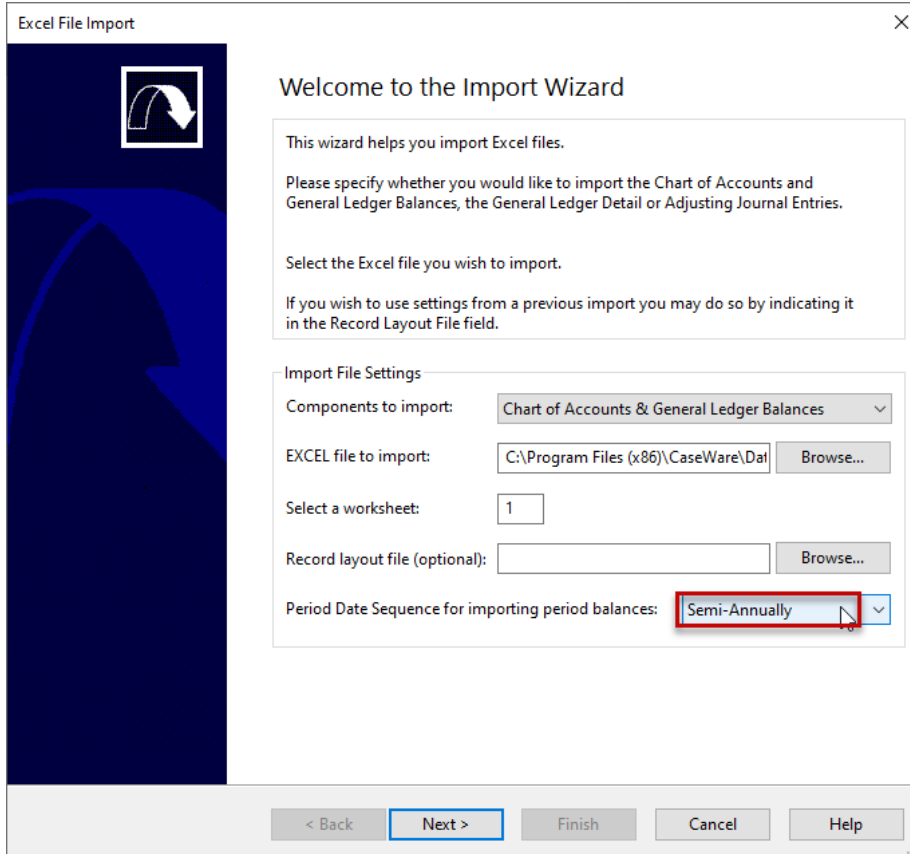 Excel File Import
Welcome to the Import Wizard
This wizard helps you import Excel files.
Please specify whether you would like to import the Chart of Accounts and
General Ledger Balances, the General Ledger Detail or Adjusting Journal Entries.
Select the Excel file you wish to import.
If you wish to use settings from a previous import you may do so by indicating it
in the Record Layout File field.
Import File Settings
Components to import: Chart of Accounts & General Ledger Balances
EXCEL file to import: C:\Program Files (x86)\CaseWare\Dat Browse...
Select a worksheet: 1
Record layout file (optional): Browse...
Period Date Sequence for importing period balances: Semi-Annually
< Back Next > Finish Cancel Help